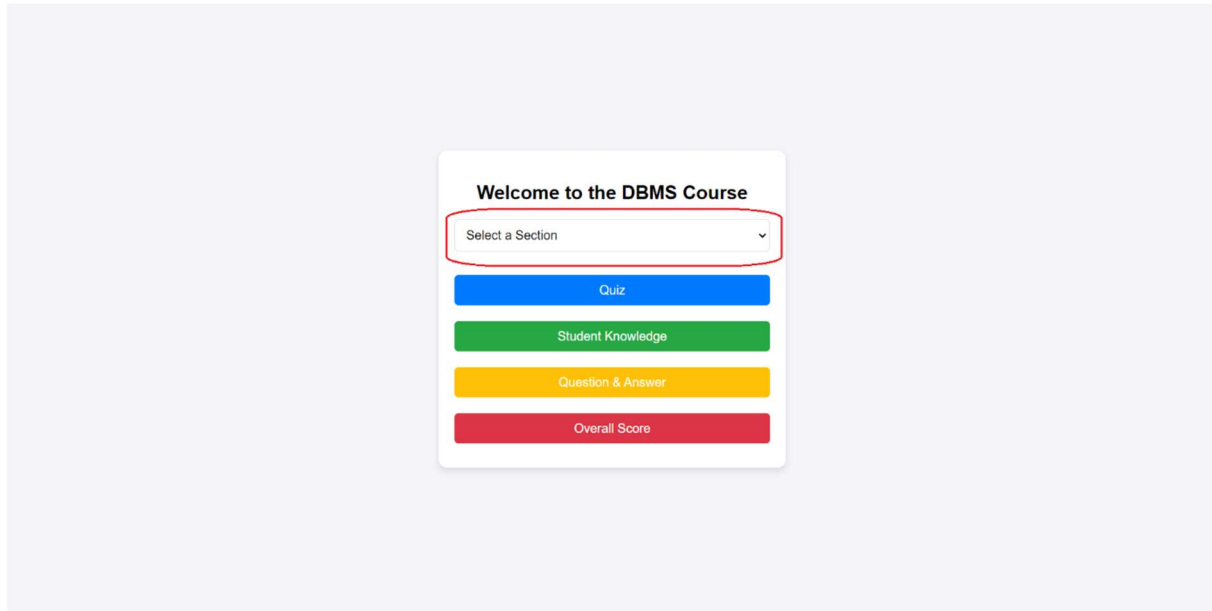 Welcome to the DBMS Course
Select a Section
Quiz
Student Knowledge
Question & Answer
Overall Score